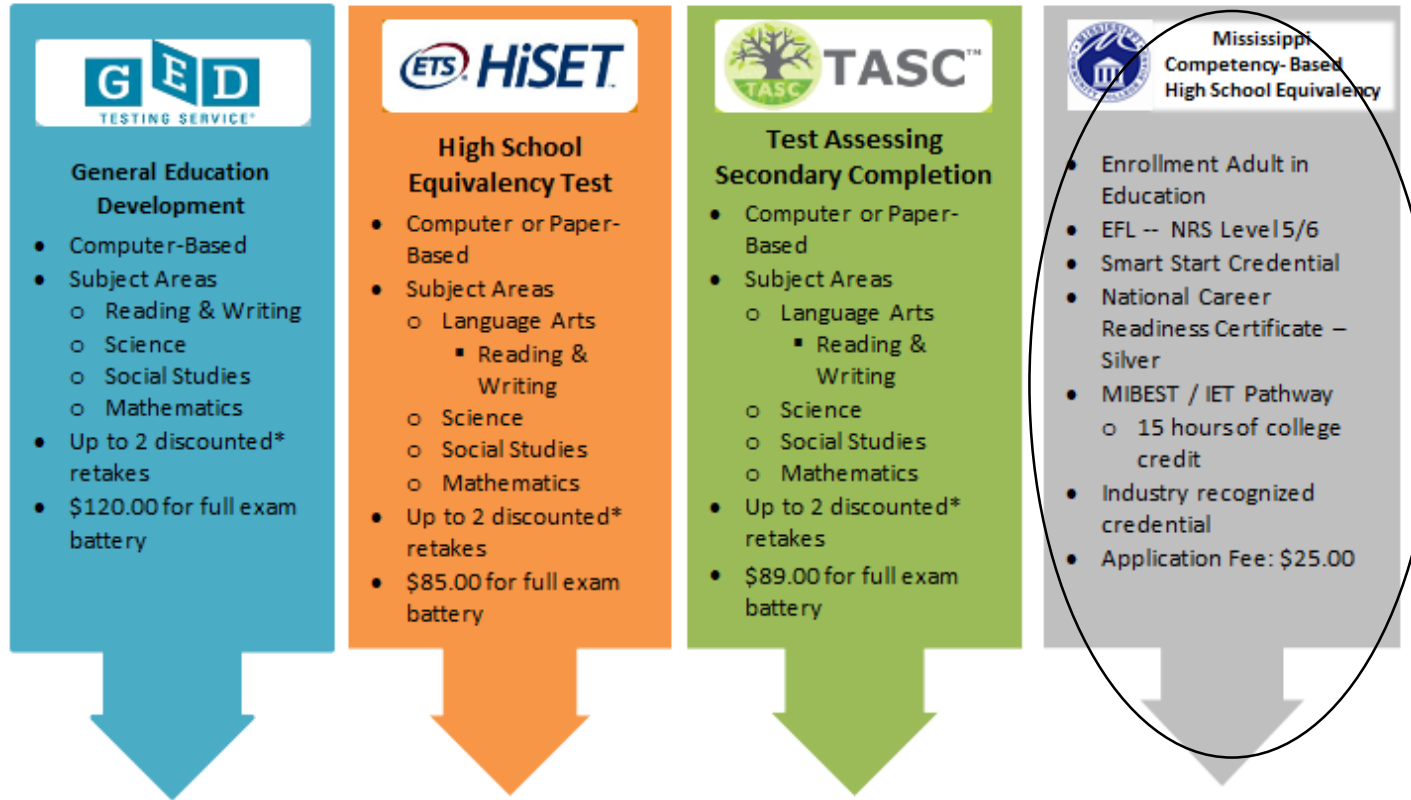 GED
TESTING SERVICE®
General Education
Development
• Computer-Based
• Subject Areas
o Reading & Writing
o Science
o Social Studies
o Mathematics
• Up to 2 discounted*
retakes
• $120.00 for full exam
battery
ETS HiSET
High School
Equivalency Test
• Computer or Paper-
Based
• Subject Areas
o Language Arts
▪ Reading &
Writing
o Science
o Social Studies
o Mathematics
• Up to 2 discounted*
retakes
• $85.00 for full exam
battery
TASC
TASC™
Test Assessing
Secondary Completion
• Computer or Paper-
Based
• Subject Areas
o Language Arts
▪ Reading &
Writing
o Science
o Social Studies
o Mathematics
• Up to 2 discounted*
retakes
• $89.00 for full exam
battery
Mississippi
Competency-Based
High School Equivalency
• Enrollment Adult in
Education
• EFL -- NRS Level 5/6
• Smart Start Credential
• National Career
Readiness Certificate –
Silver
• MIBEST / IET Pathway
o 15 hours of college
credit
• Industry recognized
credential
• Application Fee: $25.00